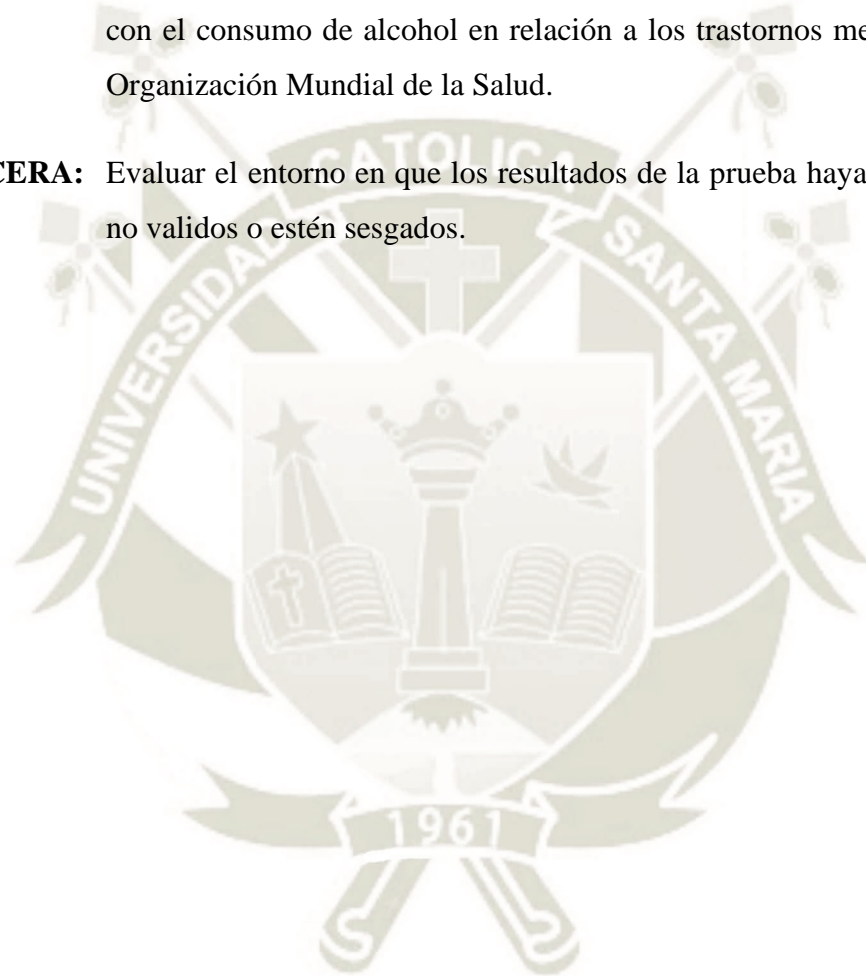 con el consumo de alcohol en relación a los trastornos me
Organización Mundial de la Salud.
CERA: Evaluar el entorno en que los resultados de la prueba haya
no validos o estén sesgados.
UNIVERSIDAD CATOLICA SANTA MARIA
1961